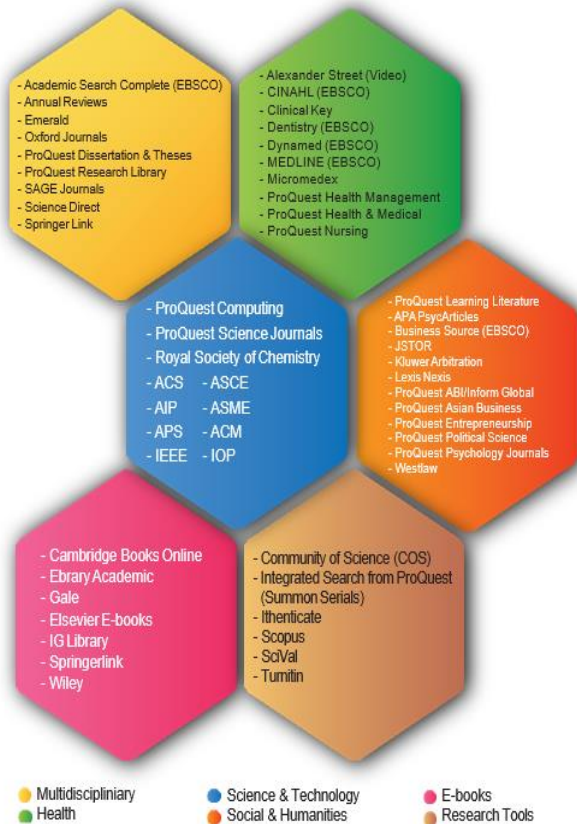 - Academic Search Complete (EBSCO)
- Annual Reviews
- Emerald
- Oxford Journals
- ProQuest Dissertation & Theses
- ProQuest Research Library
- SAGE Journals
- Science Direct
- Springer Link
- Alexander Street (Video)
- CINAHL (EBSCO)
- Clinical Key
- Dentistry (EBSCO)
- Dynamed (EBSCO)
- MEDLINE (EBSCO)
- Micromedex
- ProQuest Health Management
- ProQuest Health & Medical
- ProQuest Nursing
- ProQuest Computing
- ProQuest Science Journals
- Royal Society of Chemistry
- ACS - ASCE
- AIP - ASME
- APS - ACM
- IEEE - IOP
- ProQuest Learning Literature
- APA PsycArticles
- Business Source (EBSCO)
- JSTOR
- Kluwer Arbitration
- Lexis Nexis
- ProQuest ABI/Inform Global
- ProQuest Asian Business
- ProQuest Entrepreneurship
- ProQuest Political Science
- ProQuest Psychology Journals
- Westlaw
- Cambridge Books Online
- Ebrary Academic
- Gale
- Elsevier E-books
- IG Library
- Springerlink
- Wiley
- Community of Science (COS)
- Integrated Search from ProQuest
(Summon Serials)
- Ithenticate
- Scopus
- SciVal
- Turnitin
Multidiscipliniary
Science & Technology
E-books
Health
Social & Humanities
Research Tools